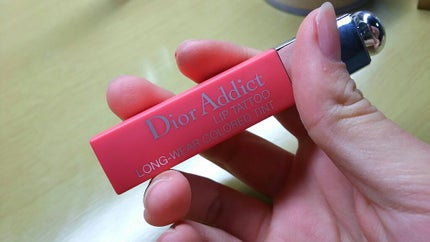 Dior Addict
LIP TATTOO
LONG-WEAR COLORED TINT